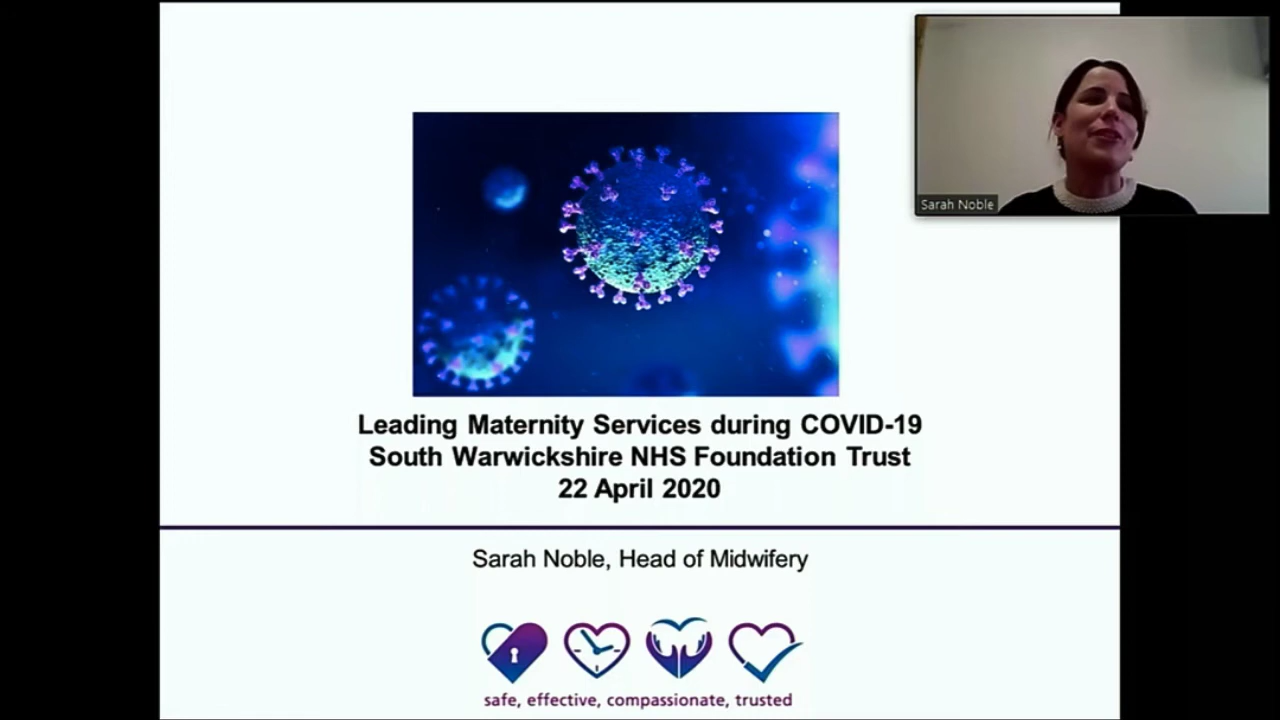 Sarah Noble
Leading Maternity Services during COVID-19
South Warwickshire NHS Foundation Trust
22 April 2020
Sarah Noble, Head of Midwifery
safe, effective, compassionate, trusted